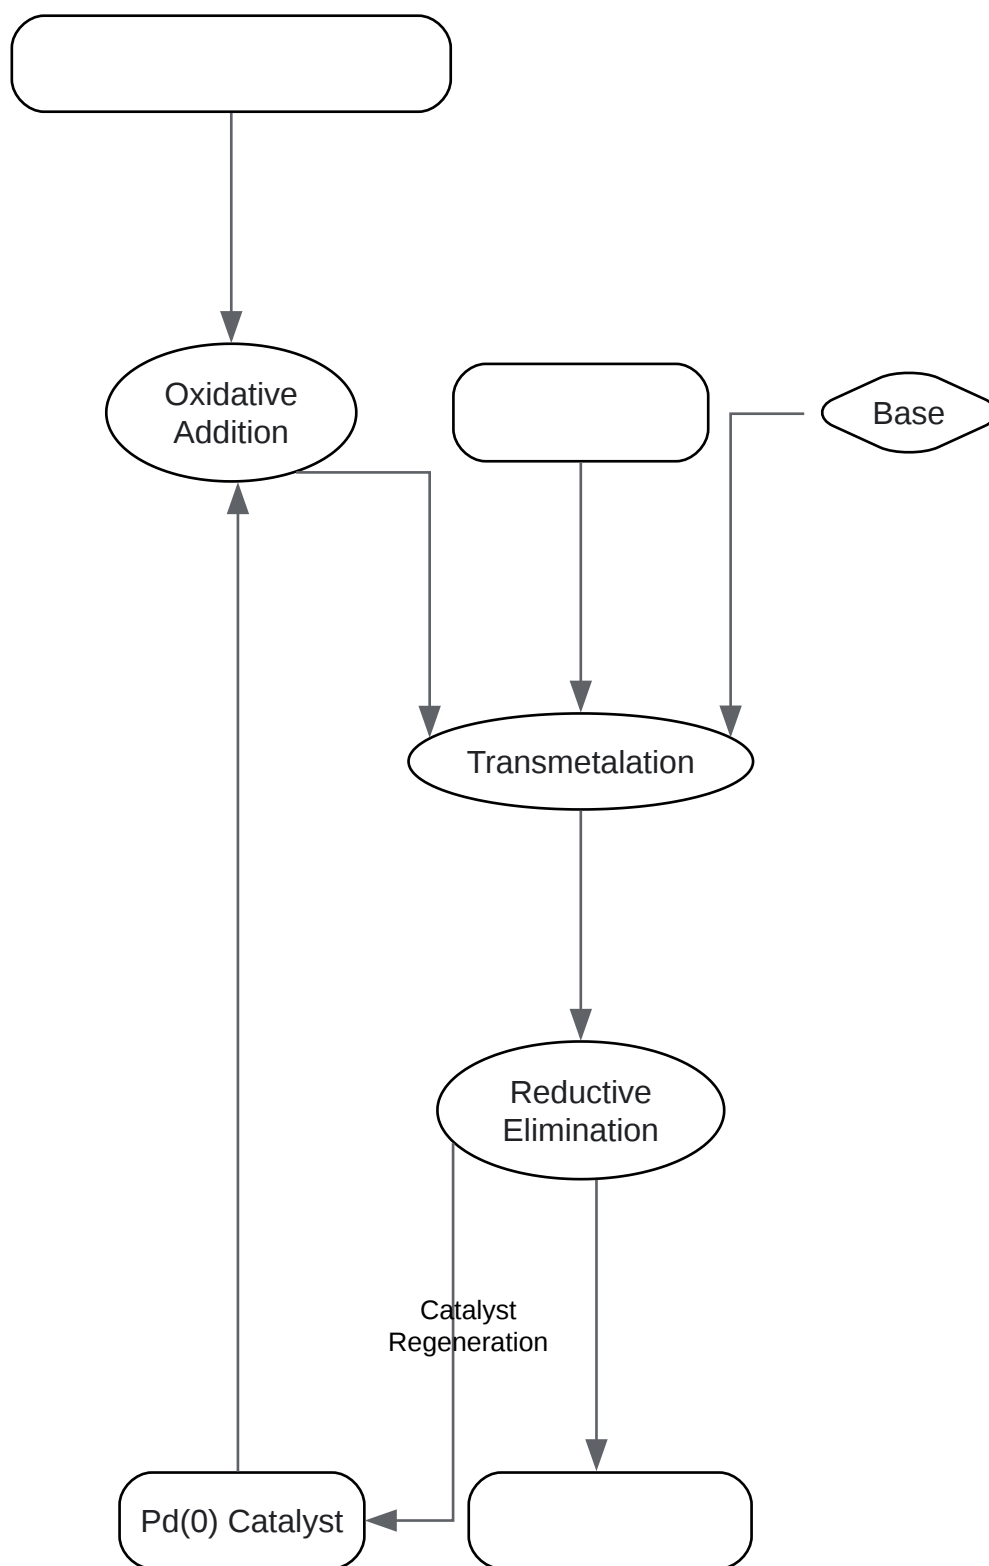 Oxidative
Addition
Base
Transmetalation
Reductive
Elimination
Catalyst
Regeneration
Pd(0) Catalyst